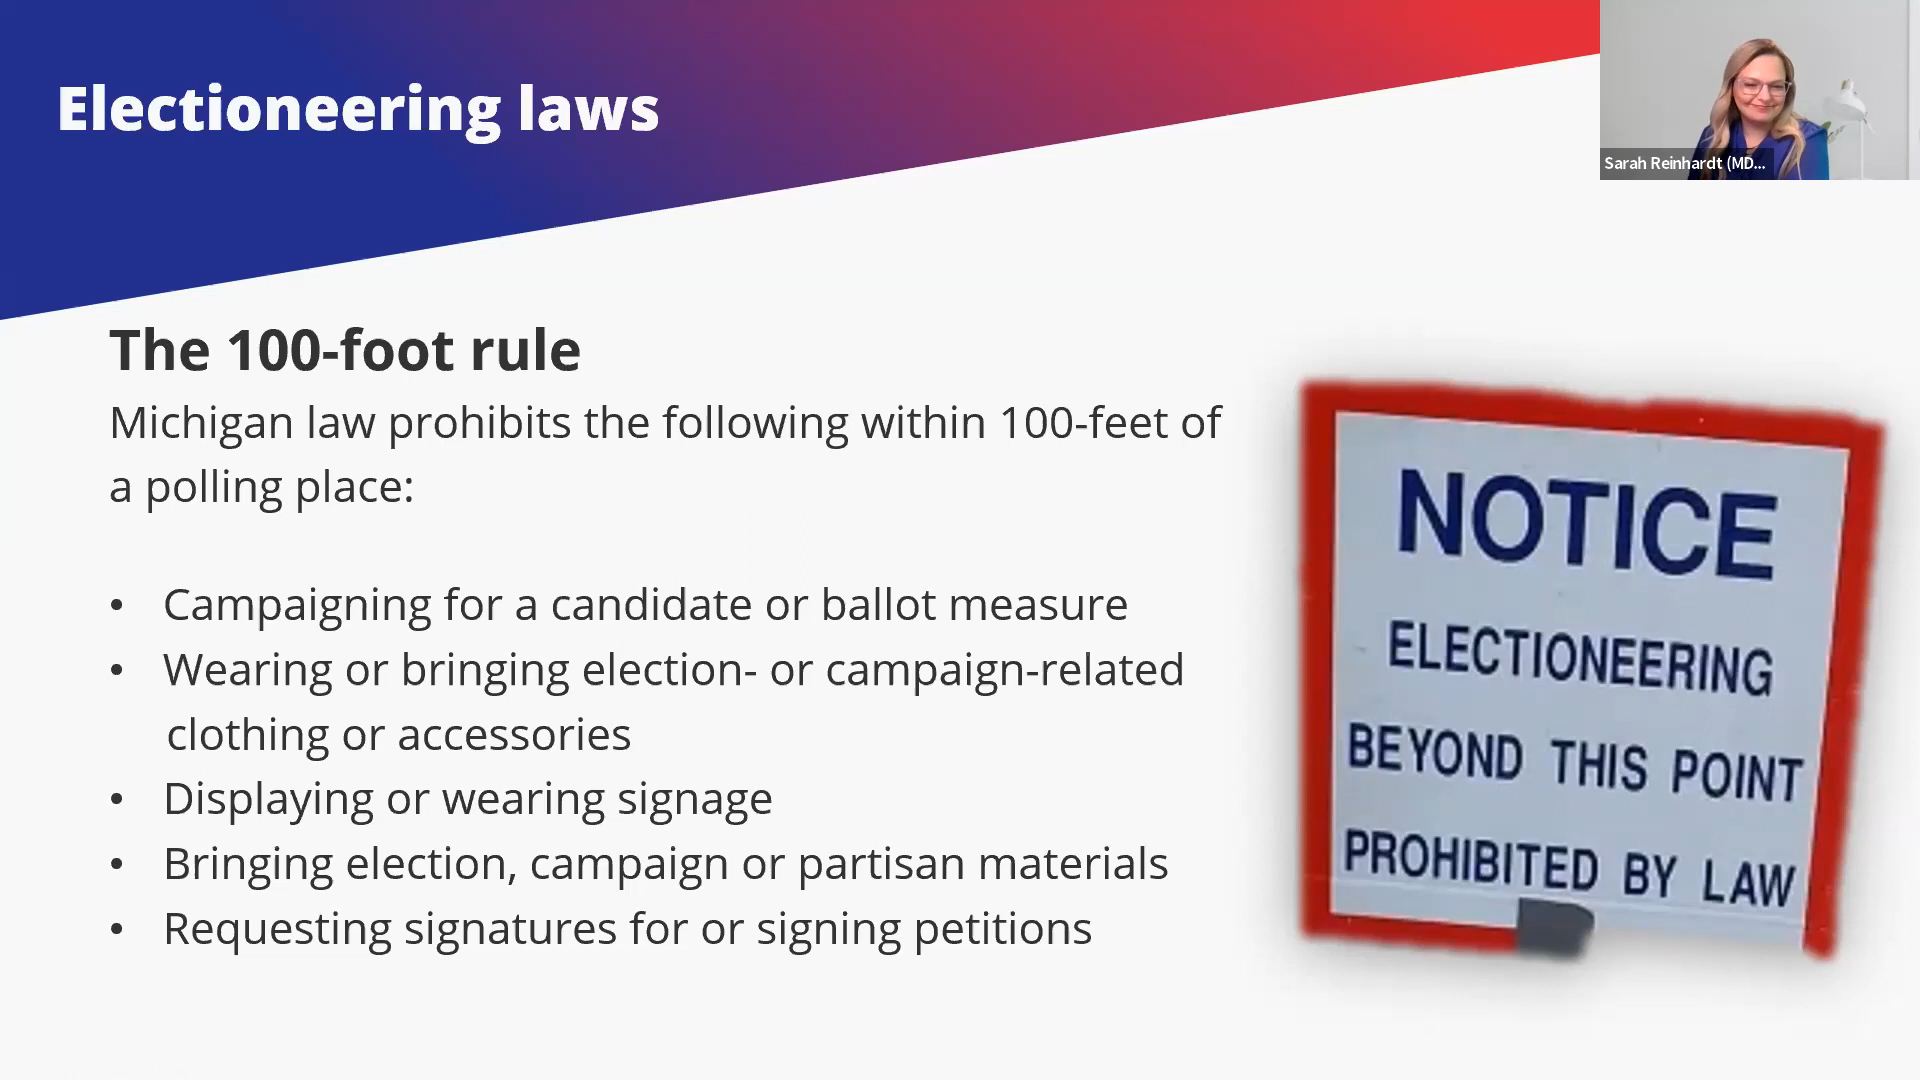 Electioneering laws
Sarah Reinhardt (MD...
The 100-foot rule
Michigan law prohibits the following within 100-feet of
a polling place:
• Campaigning for a candidate or ballot measure
• Wearing or bringing election- or campaign-related
clothing or accessories
• Displaying or wearing signage
• Bringing election, campaign or partisan materials
• Requesting signatures for or signing petitions
NOTICE
ELECTIONEERING
BEYOND THIS POINT
PROHIBITED BY LAW